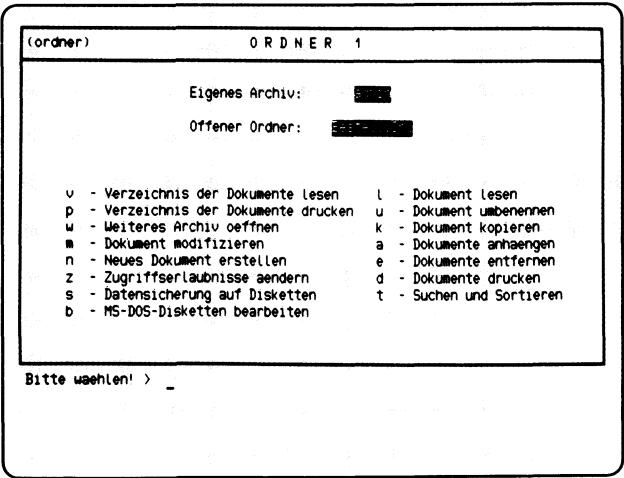 (ordner) O R D N E R 1
Eigenes Archiv:
Offener Ordner:
v - Verzeichnis der Dokumente lesen l - Dokument lesen
p - Verzeichnis der Dokumente drucken u - Dokument umbenennen
w - Weiteres Archiv oeffnen k - Dokument kopieren
m - Dokument modifizieren a - Dokumente anhaengen
n - Neues Dokument erstellen e - Dokumente entfernen
z - Zugriffserlaubnisse aendern d - Dokumente drucken
s - Datensicherung auf Disketten t - Suchen und Sortieren
b - MS-DOS-Disketten bearbeiten
Bitte waehlen! > _